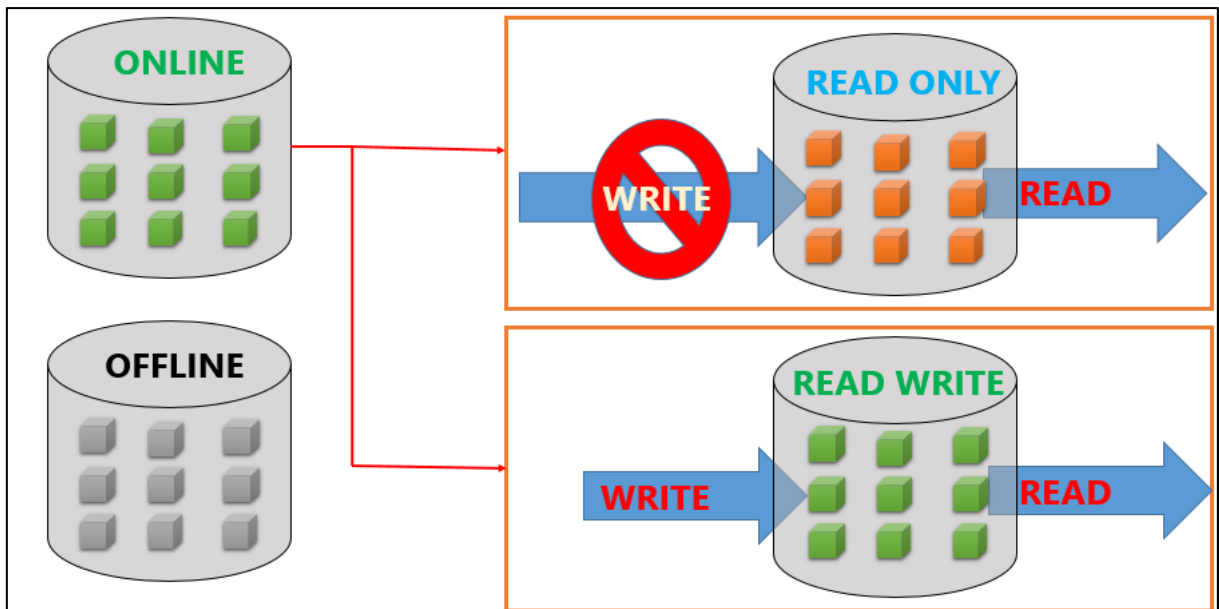 ONLINE
READ ONLY
WRITE
READ
OFFLINE
READ WRITE
WRITE
READ